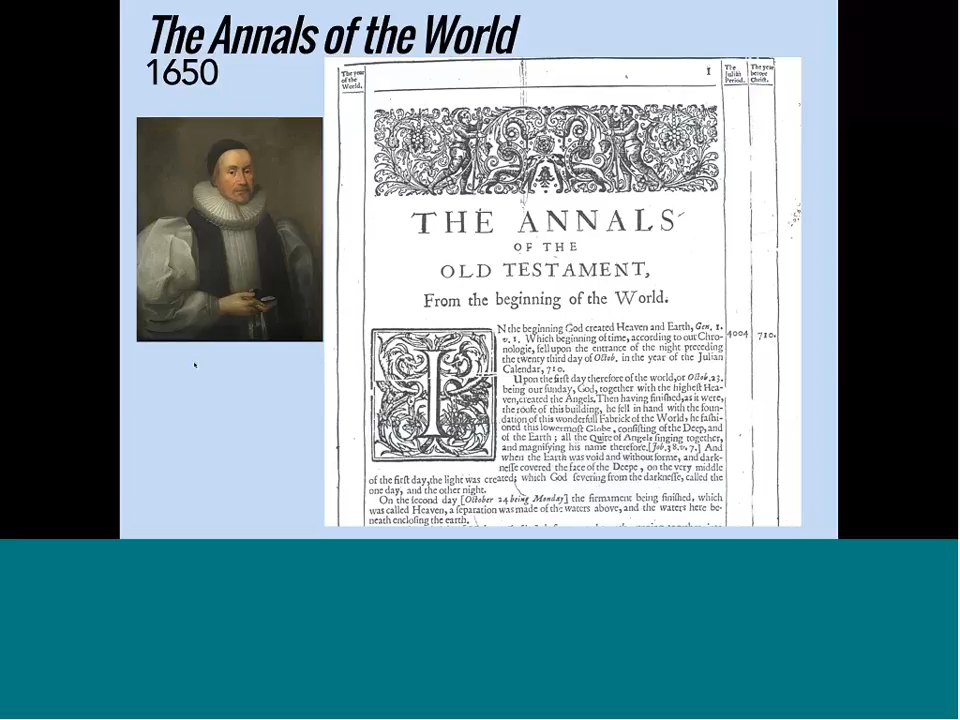 The Annals of the World
1650
The year
of the
World.
1
The
Julian
Period.
The year
before
Christ.
THE ANNALS
OF THE
OLD TESTAMENT,
From the beginning of the World.
IN the beginning God created Heaven and Earth, Gen. 1.
v. 1. Which beginning of time, according to our Chro-
nologie, fell upon the entrance of the night preceding
the twenty third day of Octob. in the year of the Julian
Calendar, 710.
4004
710.
Upon the first day therefore of the world, or Octob. 23.
being our Sunday, God, together with the highest Hea-
ven, created the Angels. Then having finished, as it were,
the roofe of this building, he fell in hand with the foun-
dation of this wonderfull Fabrick of the World, he fashi-
oned this lowermost Globe, consisting of the Deep, and
of the Earth; all the Quire of Angels singing together,
and magnifying his name therefore. [Job. 38. v. 7.] And
when the Earth was void and without forme, and dark-
nesse covered the face of the Deepe, on the very middle
of the first day, the light was created; which God severing from the darknesse, called the
one day, and the other night.
On the second day [October 24 being Monday] the firmament being finished, which
was called Heaven, a separation was made of the waters above, and the waters here be-
neath enclosing the earth.